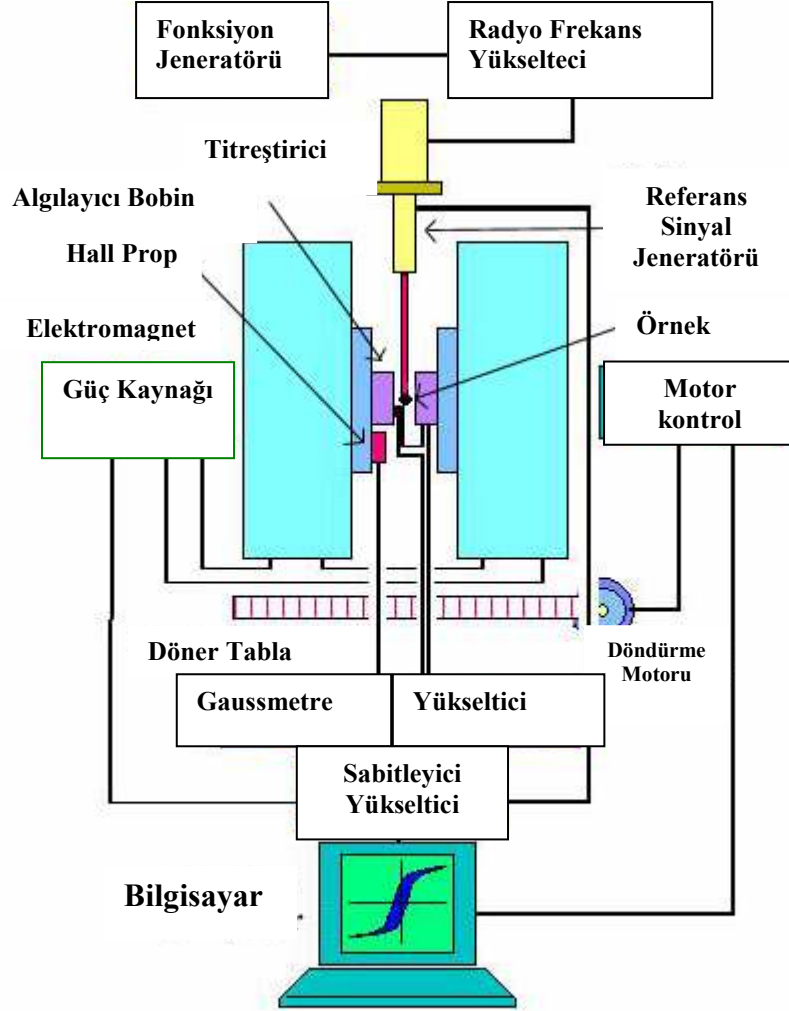 Fonksiyon
Jeneratörü
Radyo Frekans
Yükselteci
Titreştirici
Algılayıcı Bobin
Hall Prop
Elektromagnet
Güç Kaynağı
Referans
Sinyal
Jeneratörü
Örnek
Motor
kontrol
Döner Tabla
Döndürme
Motoru
Gaussmetre
Yükseltici
Sabitleyici
Yükseltici
Bilgisayar